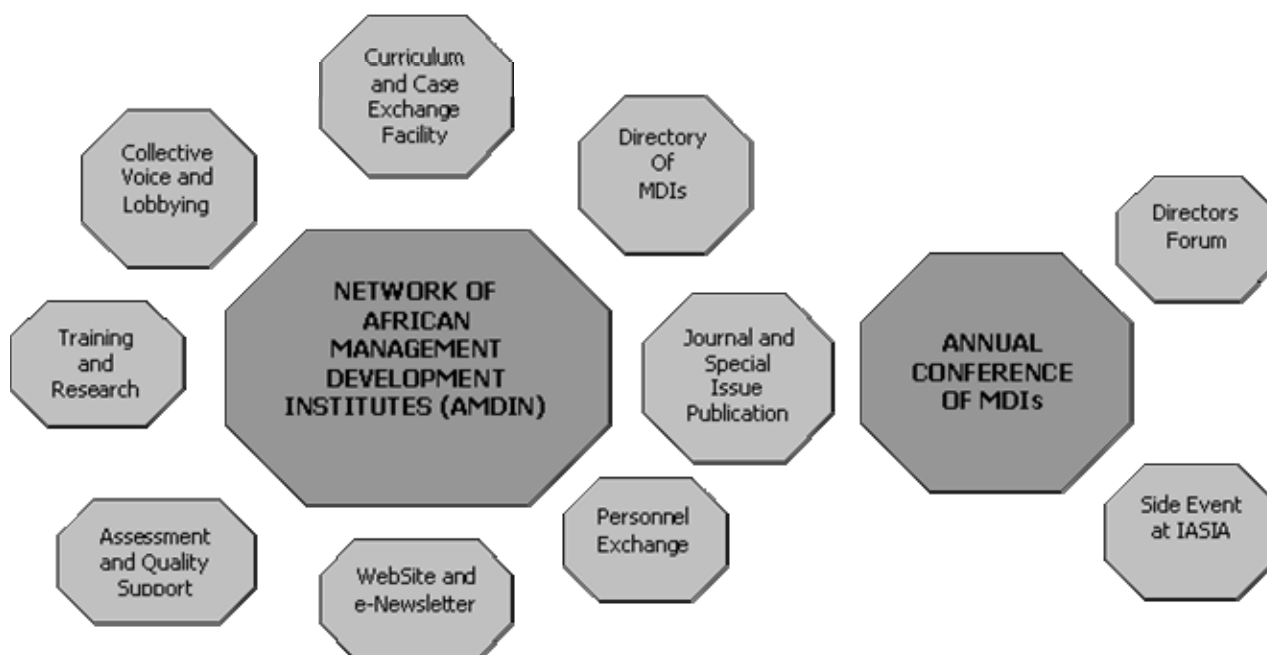 Curriculum
and Case
Exchange
Facility
Collective
Voice and
Lobbying
Directory
Of
MDIs
Directors
Forum
NETWORK OF
AFRICAN
MANAGEMENT
DEVELOPMENT
INSTITUTES (AMDIN)
Training
and
Research
Journal and
Special
Issue
Publication
ANNUAL
CONFERENCE
OF MDIs
Assessment
and Quality
Support
WebSite and
e-Newsletter
Personnel
Exchange
Side Event
at IASIA